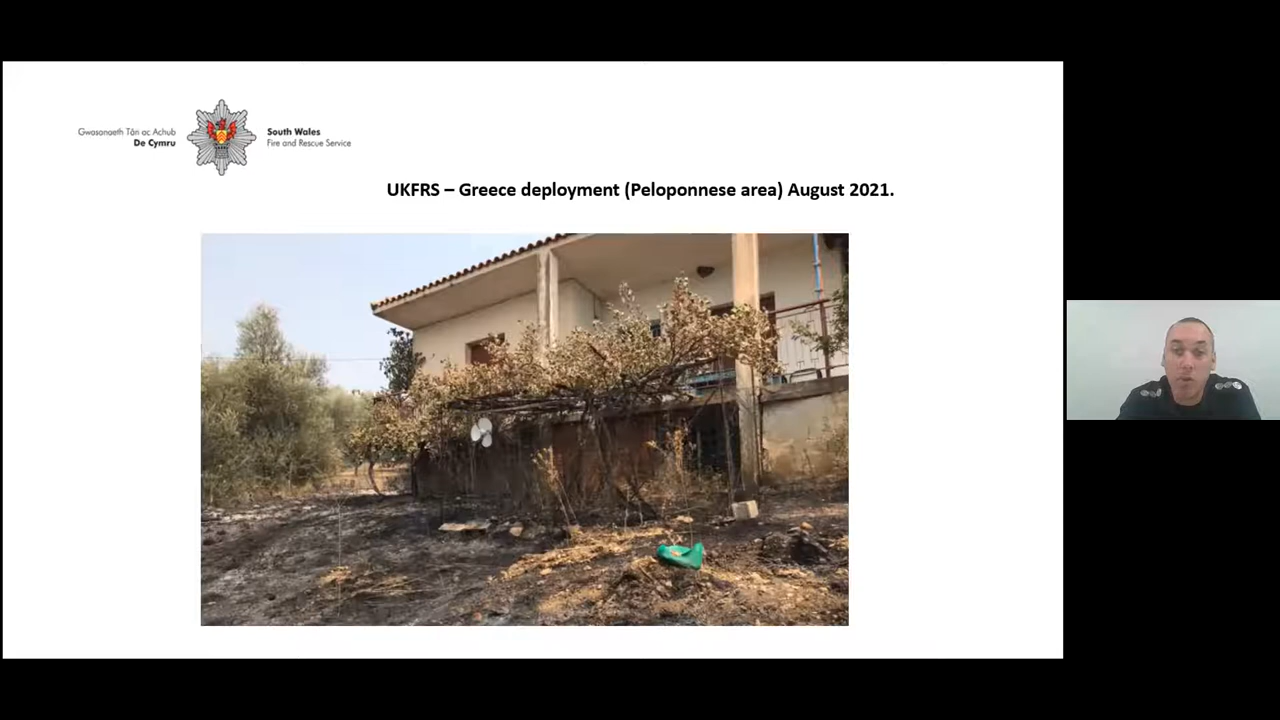 Gwasanaeth Tân ac Achub
De Cymru
South Wales
Fire and Rescue Service
UKFRS – Greece deployment (Peloponnese area) August 2021.